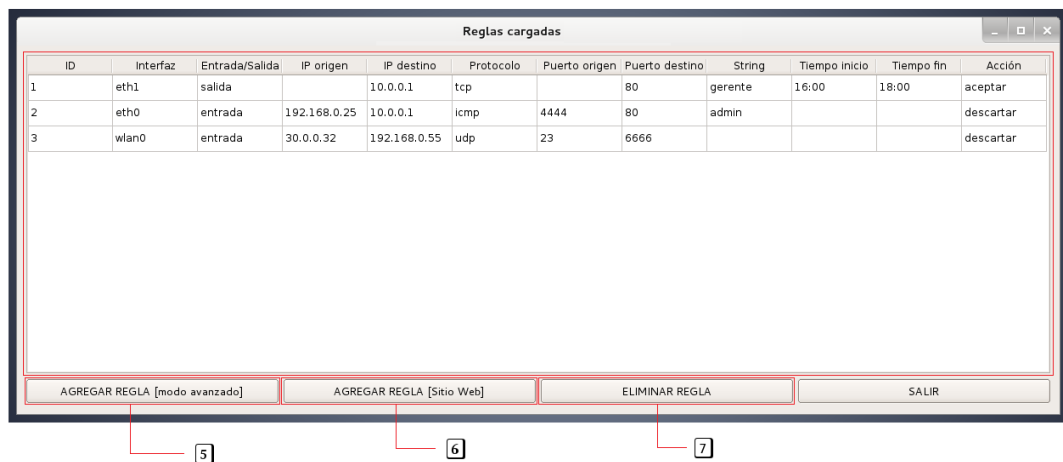 Reglas cargadas
ID Interfaz Entrada/Salida IP origen IP destino Protocolo Puerto origen Puerto destino String Tiempo inicio Tiempo fin Acción
1 eth1 salida 10.0.0.1 tcp 80 gerente 16:00 18:00 aceptar
2 eth0 entrada 192.168.0.25 10.0.0.1 icmp 4444 80 admin descartar
3 wlan0 entrada 30.0.0.32 192.168.0.55 udp 23 6666 descartar
AGREGAR REGLA [modo avanzado] AGREGAR REGLA [Sitio Web] ELIMINAR REGLA SALIR
5 6 7